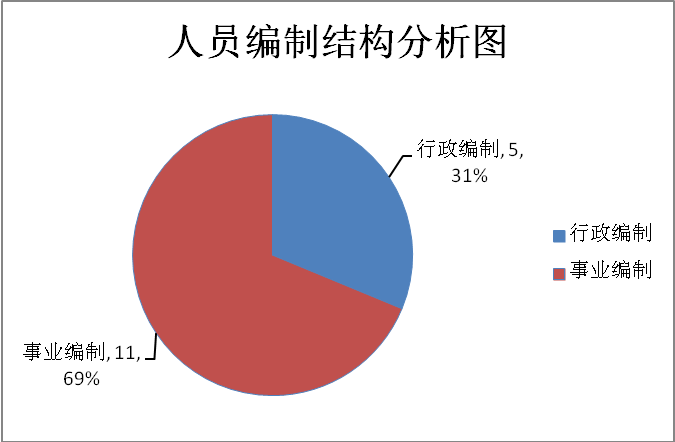 人员编制结构分析图
行政编制, 5,
31%
行政编制
事业编制
事业编制, 11,
69%